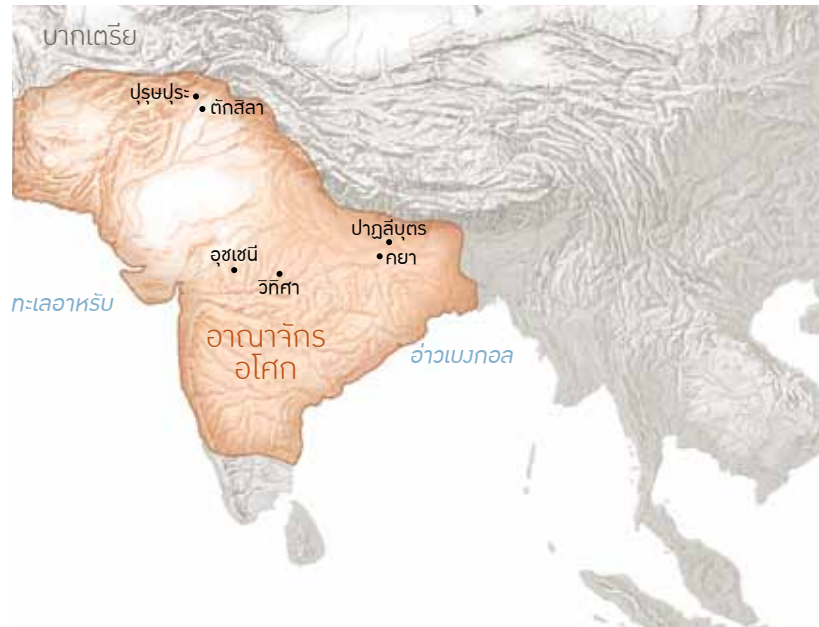 บากเตรีย
ปุรุษปุระ
ตักสิลา
ปาฏลีบุตร
คยา
อุชเชนี
วิทิศา
ทะเลอาหรับ
อาณาจักร
อโศก
อ่าวเบงกอล